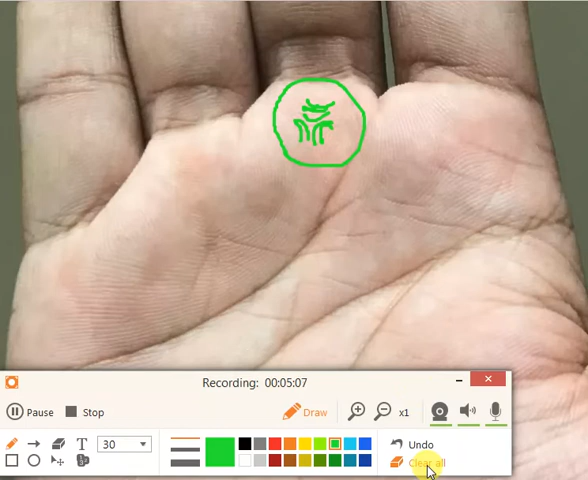 Recording: 00:05:07
Pause Stop Draw x1
T 30 Undo
Clear all